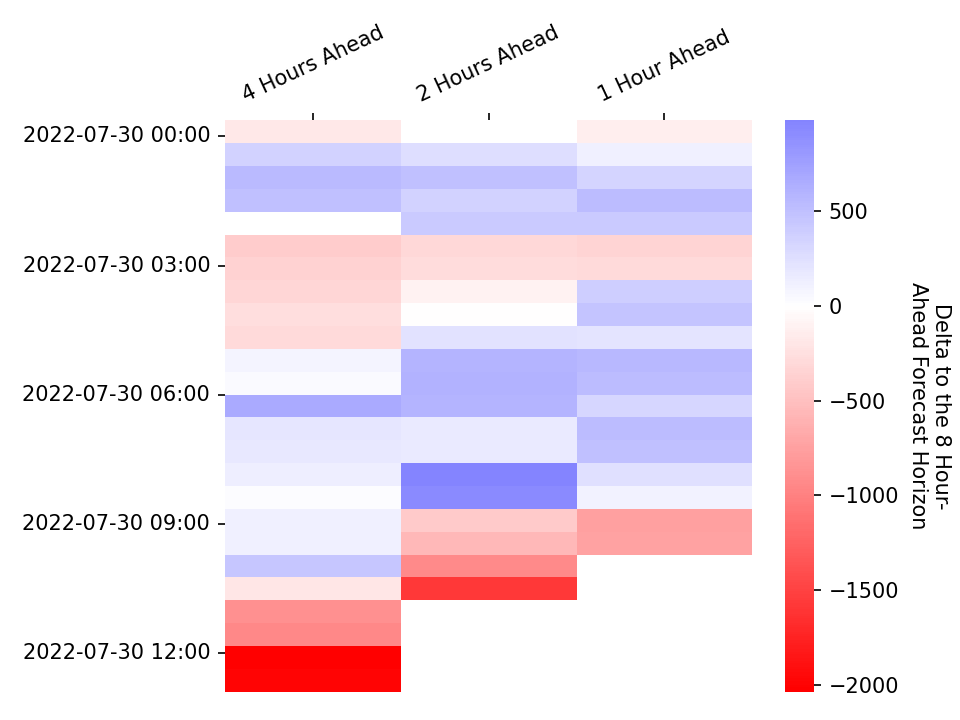 4 Hours Ahead
2 Hours Ahead
1 Hour Ahead
2022-07-30 00:00
2022-07-30 03:00
2022-07-30 06:00
2022-07-30 09:00
2022-07-30 12:00
500
0
−500
−1000
−1500
−2000
Delta to the 8 Hour-
Ahead Forecast Horizon